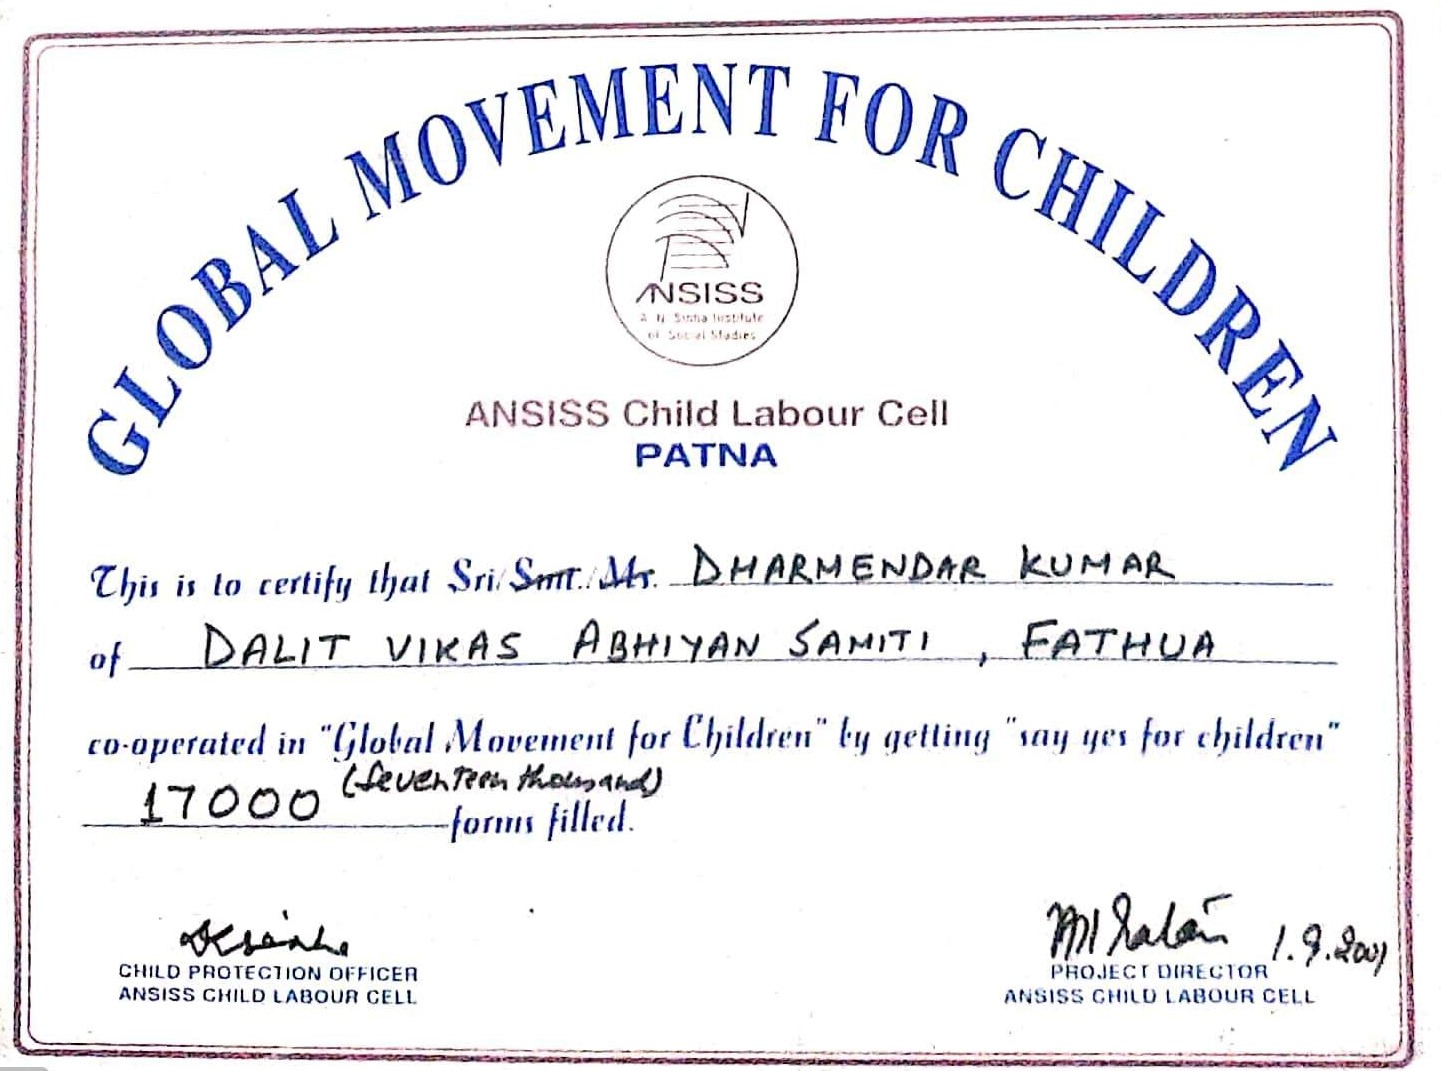 GLOBAL MOVEMENT FOR CHILDREN
ANSISS
A. N. Sinha Institute
of Social Studies
ANSISS Child Labour Cell
PATNA
This is to certify that Sri/Smt./Ms. DHARMENDAR KUMAR
of DALIT VIKAS ABHIYAN SAMITI, FATHUA
co-operated in "Global Movement for Children" by getting "say yes for children"
17000 (Seventeen thousand) forms filled.
1.9.2001
CHILD PROTECTION OFFICER
ANSISS CHILD LABOUR CELL
PROJECT DIRECTOR
ANSISS CHILD LABOUR CELL